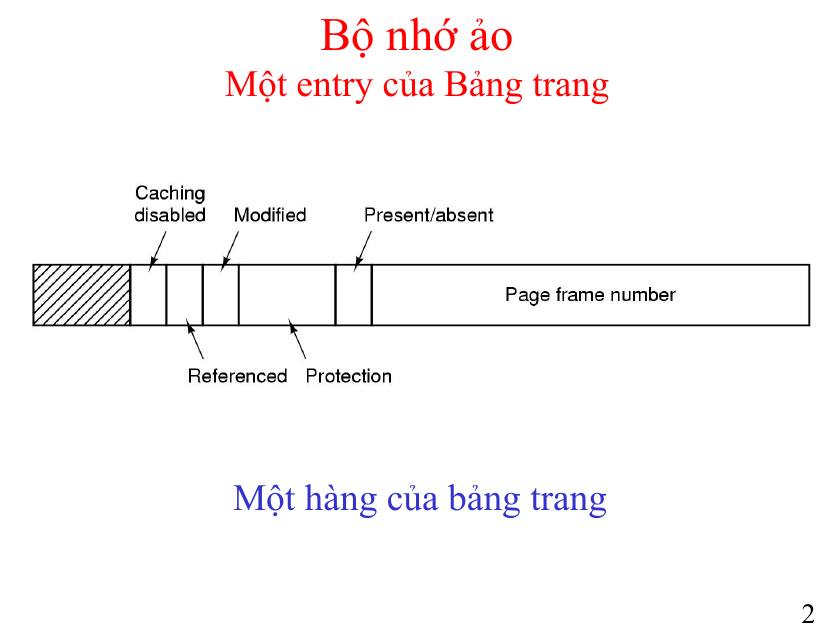 Bộ nhớ ảo
Một entry của Bảng trang
Caching
disabled
Modified
Present/absent
Page frame number
Referenced
Protection
Một hàng của bảng trang
2